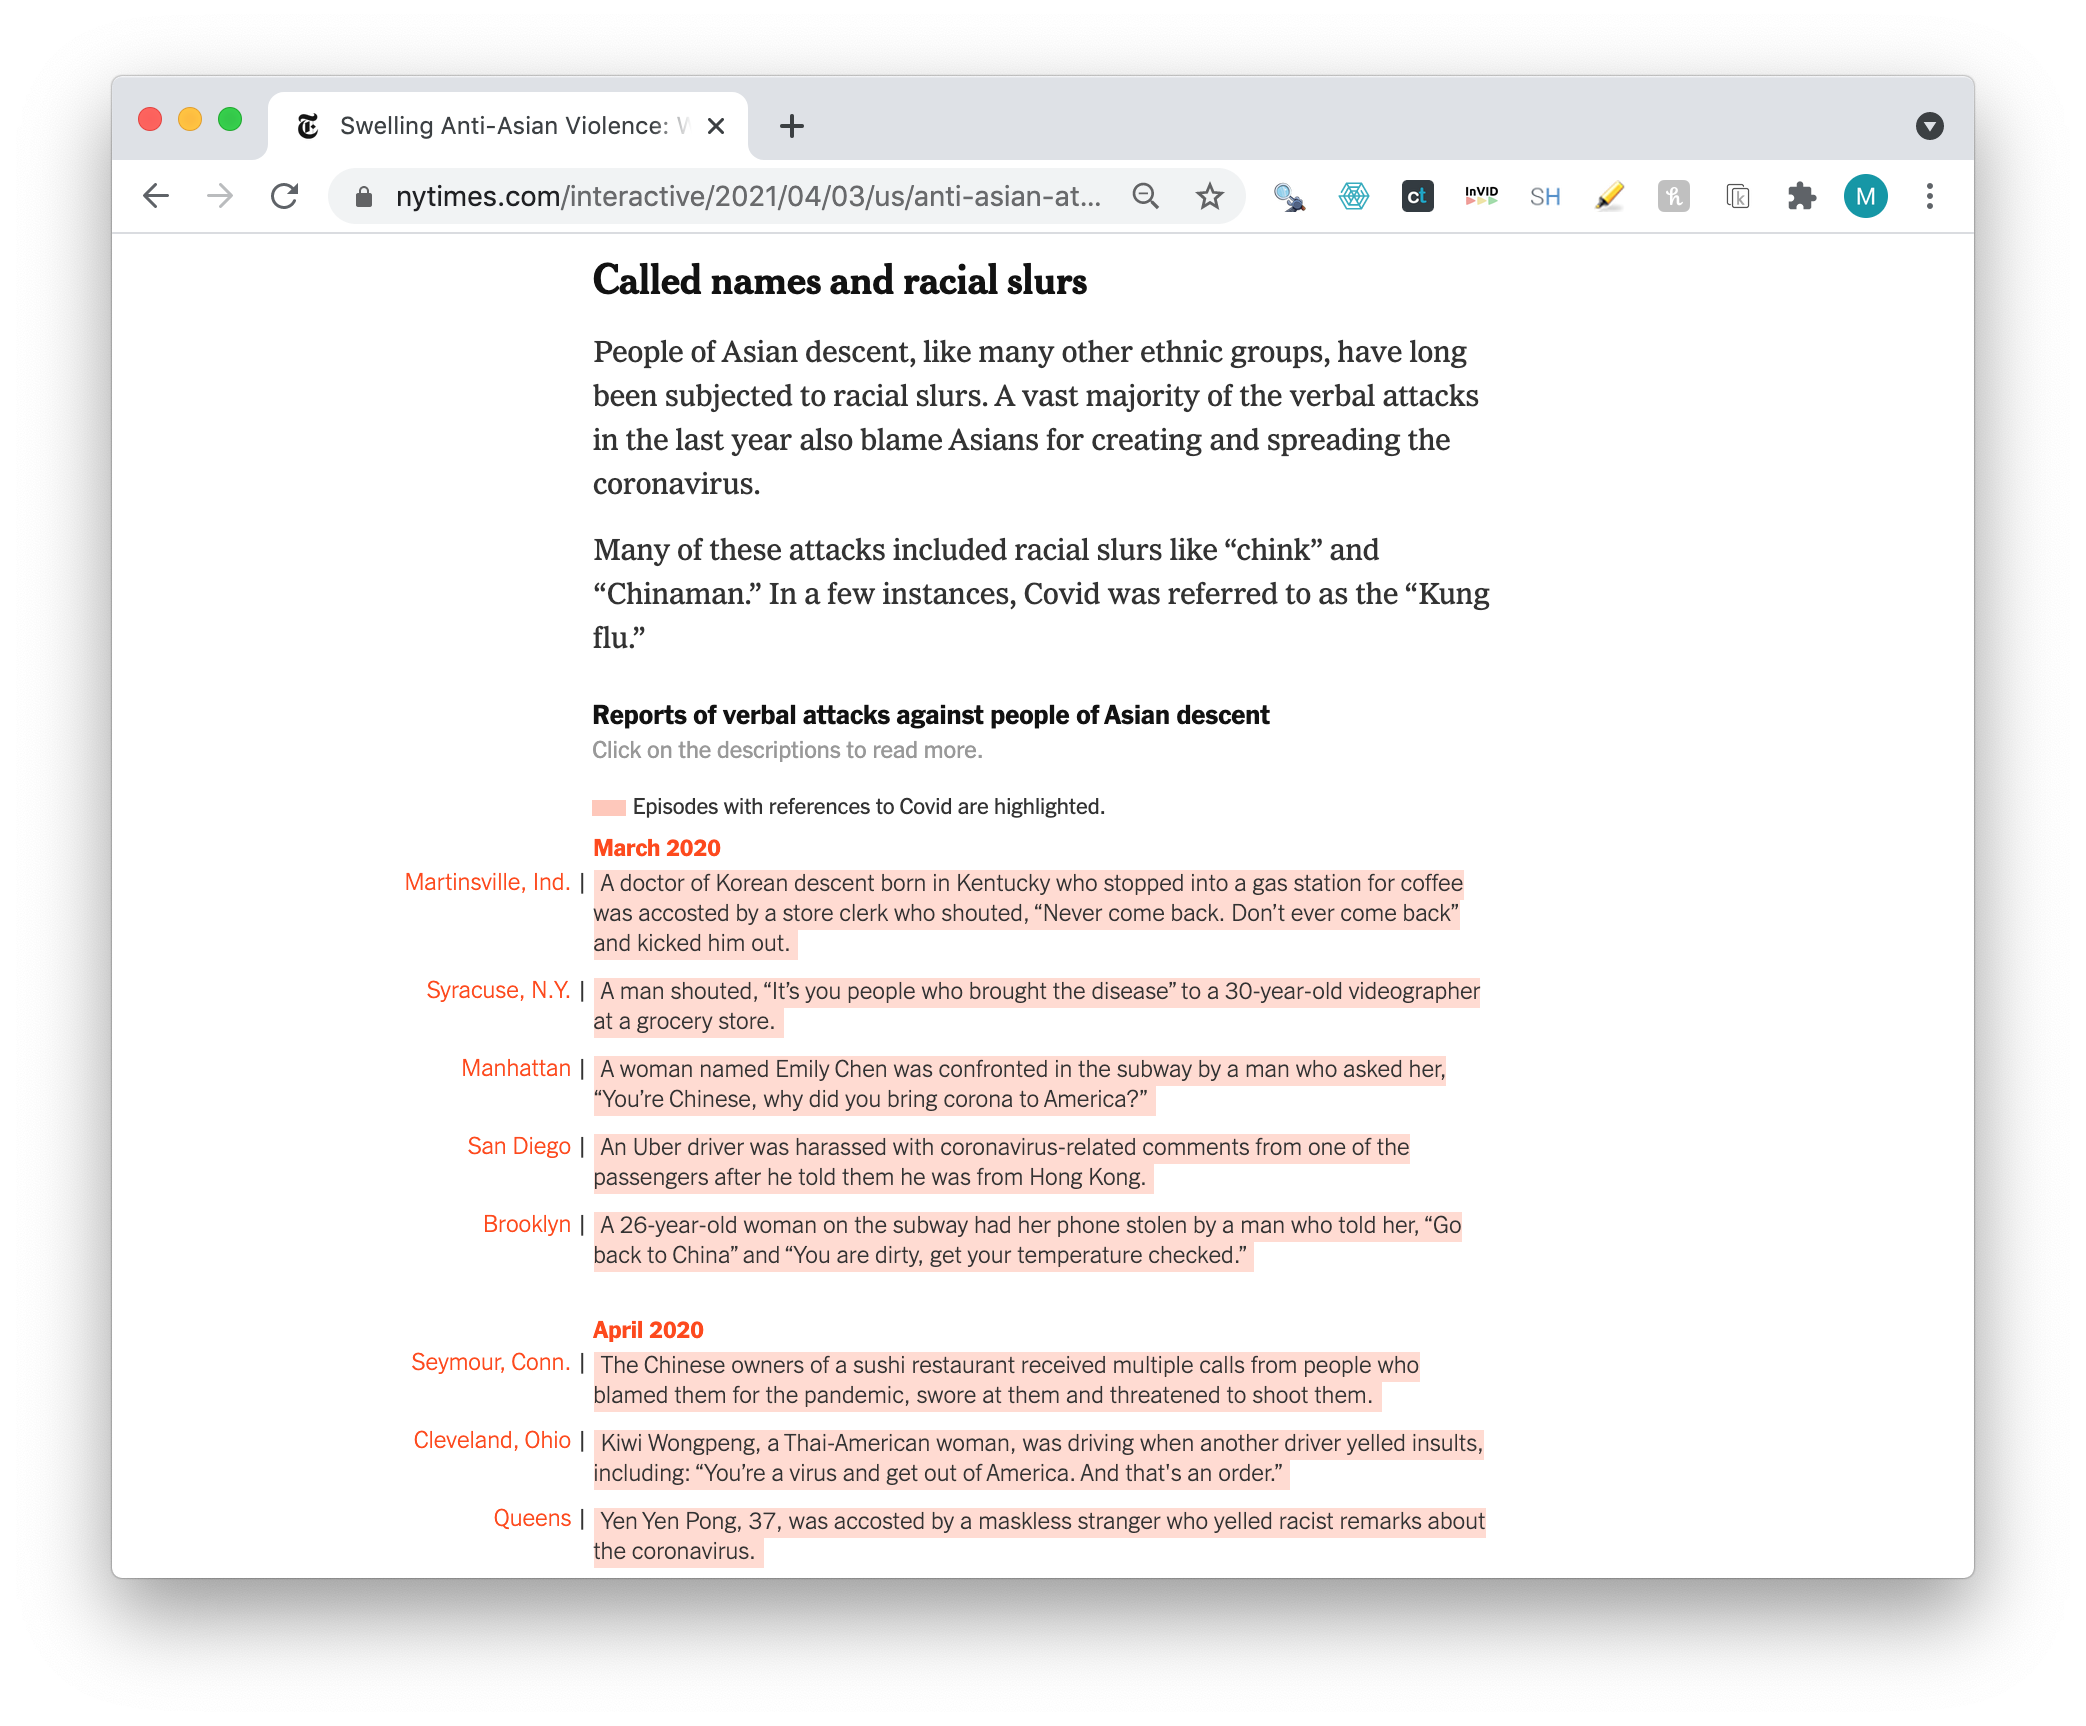 Swelling Anti-Asian Violence:
nytimes.com/interactive/2021/04/03/us/anti-asian-at...
ct
InVID
SH
h
k
M
Called names and racial slurs
People of Asian descent, like many other ethnic groups, have long
been subjected to racial slurs. A vast majority of the verbal attacks
in the last year also blame Asians for creating and spreading the
coronavirus.
Many of these attacks included racial slurs like “chink” and
“Chinaman.” In a few instances, Covid was referred to as the “Kung
flu.”
Reports of verbal attacks against people of Asian descent
Click on the descriptions to read more.
Episodes with references to Covid are highlighted.
March 2020
Martinsville, Ind. | A doctor of Korean descent born in Kentucky who stopped into a gas station for coffee
was accosted by a store clerk who shouted, “Never come back. Don’t ever come back”
and kicked him out.
Syracuse, N.Y. | A man shouted, “It’s you people who brought the disease” to a 30-year-old videographer
at a grocery store.
Manhattan | A woman named Emily Chen was confronted in the subway by a man who asked her,
“You’re Chinese, why did you bring corona to America?”
San Diego | An Uber driver was harassed with coronavirus-related comments from one of the
passengers after he told them he was from Hong Kong.
Brooklyn | A 26-year-old woman on the subway had her phone stolen by a man who told her, “Go
back to China” and “You are dirty, get your temperature checked.”
April 2020
Seymour, Conn. | The Chinese owners of a sushi restaurant received multiple calls from people who
blamed them for the pandemic, swore at them and threatened to shoot them.
Cleveland, Ohio | Kiwi Wongpeng, a Thai-American woman, was driving when another driver yelled insults,
including: “You’re a virus and get out of America. And that's an order.”
Queens | Yen Yen Pong, 37, was accosted by a maskless stranger who yelled racist remarks about
the coronavirus.